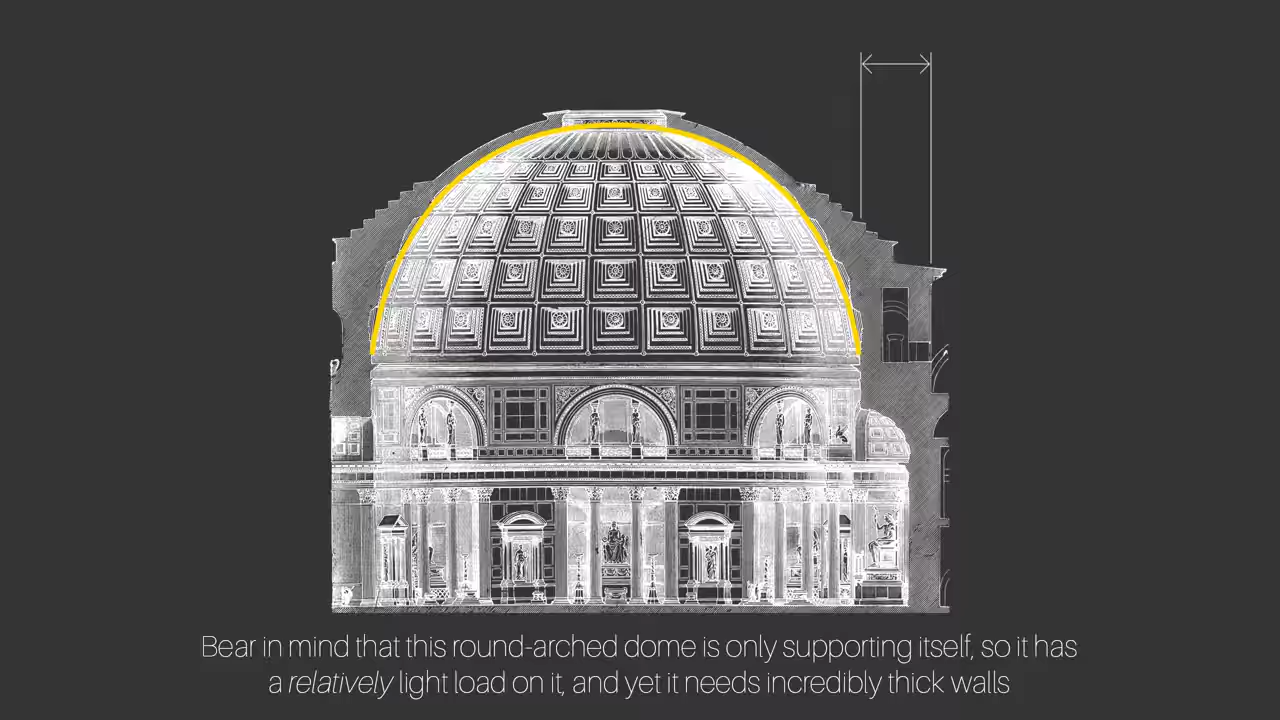 Bear in mind that this round-arched dome is only supporting itself, so it has
a relatively light load on it, and yet it needs incredibly thick walls